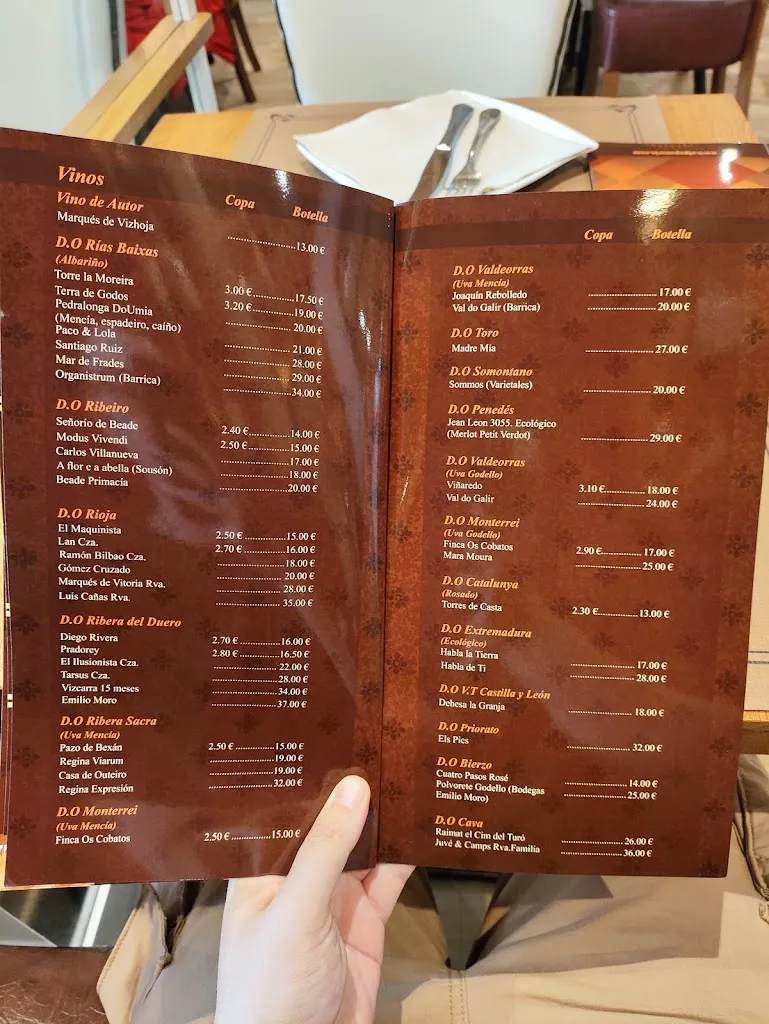 Vinos
Vino de Autor Copa Botella
Marqués de Vizhoja ........................13.00 €
D.O Rías Baixas
(Albariño)
Torre la Moreira 3.00 €..............17.50 €
Terra de Godos 3.20 €..............19.00 €
Pedralonga DoUmia ........................20.00 €
(Mencía, espadeiro, caíño)
Paco & Lola ........................21.00 €
Santiago Ruiz ........................28.00 €
Mar de Frades ........................29.00 €
Organistrum (Barrica) ........................34.00 €
D.O Ribeiro
Señorío de Beade 2.40 €..............14.00 €
Modus Vivendi 2.50 €..............15.00 €
Carlos Villanueva ........................17.00 €
A flor e a abella (Sousón) ........................18.00 €
Beade Primacía ........................20.00 €
D.O Rioja
El Maquinista 2.50 €..............15.00 €
Lan Cza. 2.70 €..............16.00 €
Ramón Bilbao Cza. ........................18.00 €
Gómez Cruzado ........................20.00 €
Marqués de Vitoria Rva. ........................28.00 €
Luis Cañas Rva. ........................35.00 €
D.O Ribera del Duero
Diego Rivera 2.70 €..............16.00 €
Pradorey 2.80 €..............16.50 €
El Ilusionista Cza. ........................22.00 €
Tarsus Cza. ........................28.00 €
Vizcarra 15 meses ........................34.00 €
Emilio Moro ........................37.00 €
D.O Ribera Sacra
(Uva Mencía)
Pazo de Bexán 2.50 €..............15.00 €
Regina Viarum ........................19.00 €
Casa de Outeiro ........................19.00 €
Regina Expresión ........................32.00 €
D.O Monterrei
(Uva Mencía)
Finca Os Cobatos 2.50 €..............15.00 €
Copa Botella
D.O Valdeorras
(Uva Mencía)
Joaquín Rebolledo ........................17.00 €
Val do Galir (Barrica) ........................20.00 €
D.O Toro
Madre Mía ........................27.00 €
D.O Somontano
Sommos (Varietales) ........................20.00 €
D.O Penedés
Jean Leon 3055. Ecológico
(Merlot Petit Verdot) ........................29.00 €
D.O Valdeorras
(Uva Godello)
Viñaredo 3.10 €..............18.00 €
Val do Galir ........................24.00 €
D.O Monterrei
(Uva Godello)
Finca Os Cobatos 2.90 €..............17.00 €
Mara Moura ........................25.00 €
D.O Catalunya
(Rosado)
Torres de Casta 2.30 €..............13.00 €
D.O Extremadura
(Ecológico)
Habla la Tierra ........................17.00 €
Habla de Ti ........................28.00 €
D.O V.T Castilla y León
Dehesa la Granja ........................18.00 €
D.O Priorato
Els Pics ........................32.00 €
D.O Bierzo
Cuatro Pasos Rosé ........................14.00 €
Polvorete Godello (Bodegas ........................25.00 €
Emilio Moro)
D.O Cava
Raimat el Cim del Turó ........................26.00 €
Juvé & Camps Rva.Familia ........................36.00 €